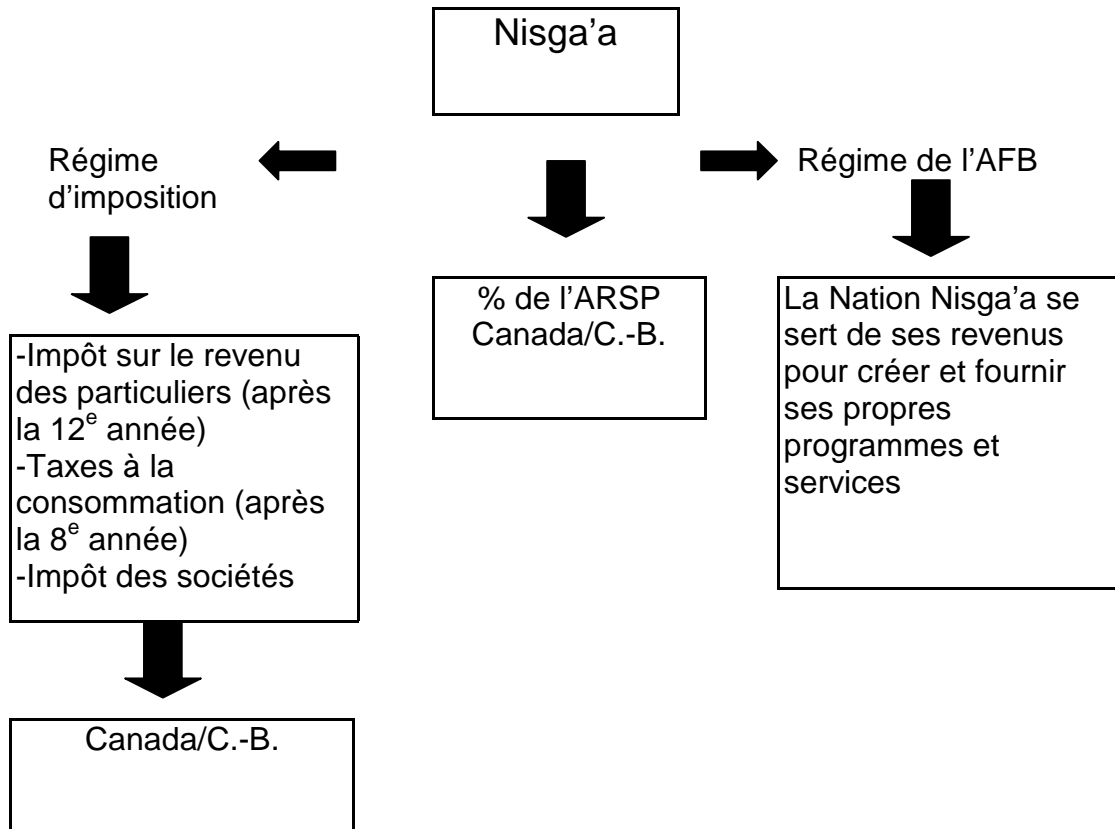 Nisga’a
Régime
d’imposition
Régime de l’AFB
-Impôt sur le revenu
des particuliers (après
la 12e année)
-Taxes à la
consommation (après
la 8e année)
-Impôt des sociétés
Canada/C.-B.
% de l’ARSP
Canada/C.-B.
La Nation Nisga’a se
sert de ses revenus
pour créer et fournir
ses propres
programmes et
services